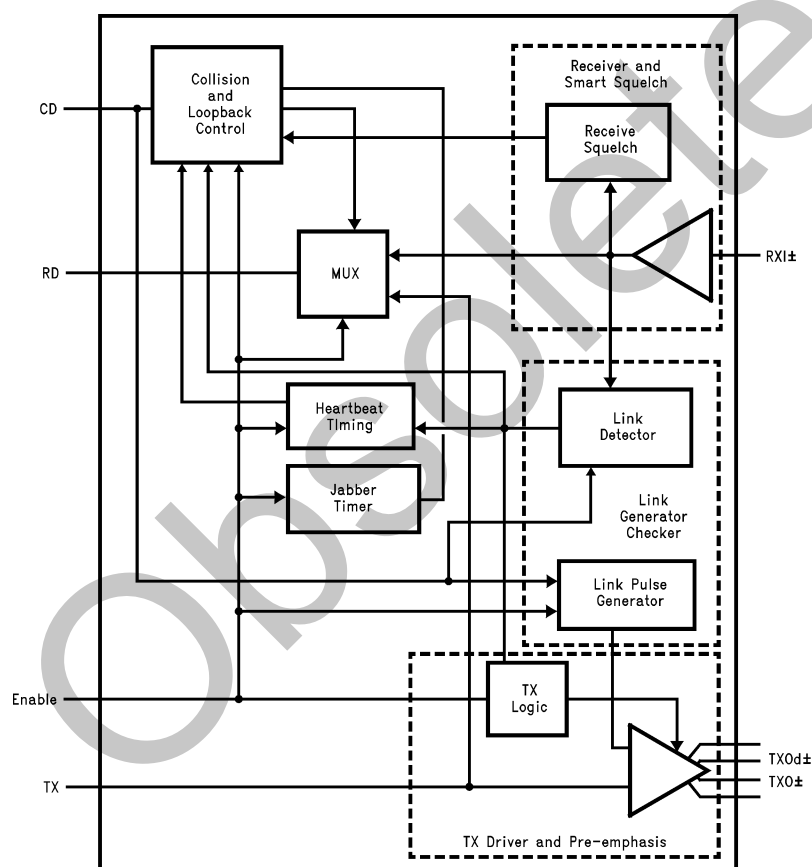 Obsolete
Receiver and
Smart Squelch
Collision
and
Loopback
Control
CD
Receive
Squelch
RD
MUX
RXI±
Heartbeat
TIming
Link
Detector
Jabber
Timer
Link
Generator
Checker
Link Pulse
Generator
Enable
TX
Logic
TXOd±
TX
TXO±
TX Driver and Pre-emphasis